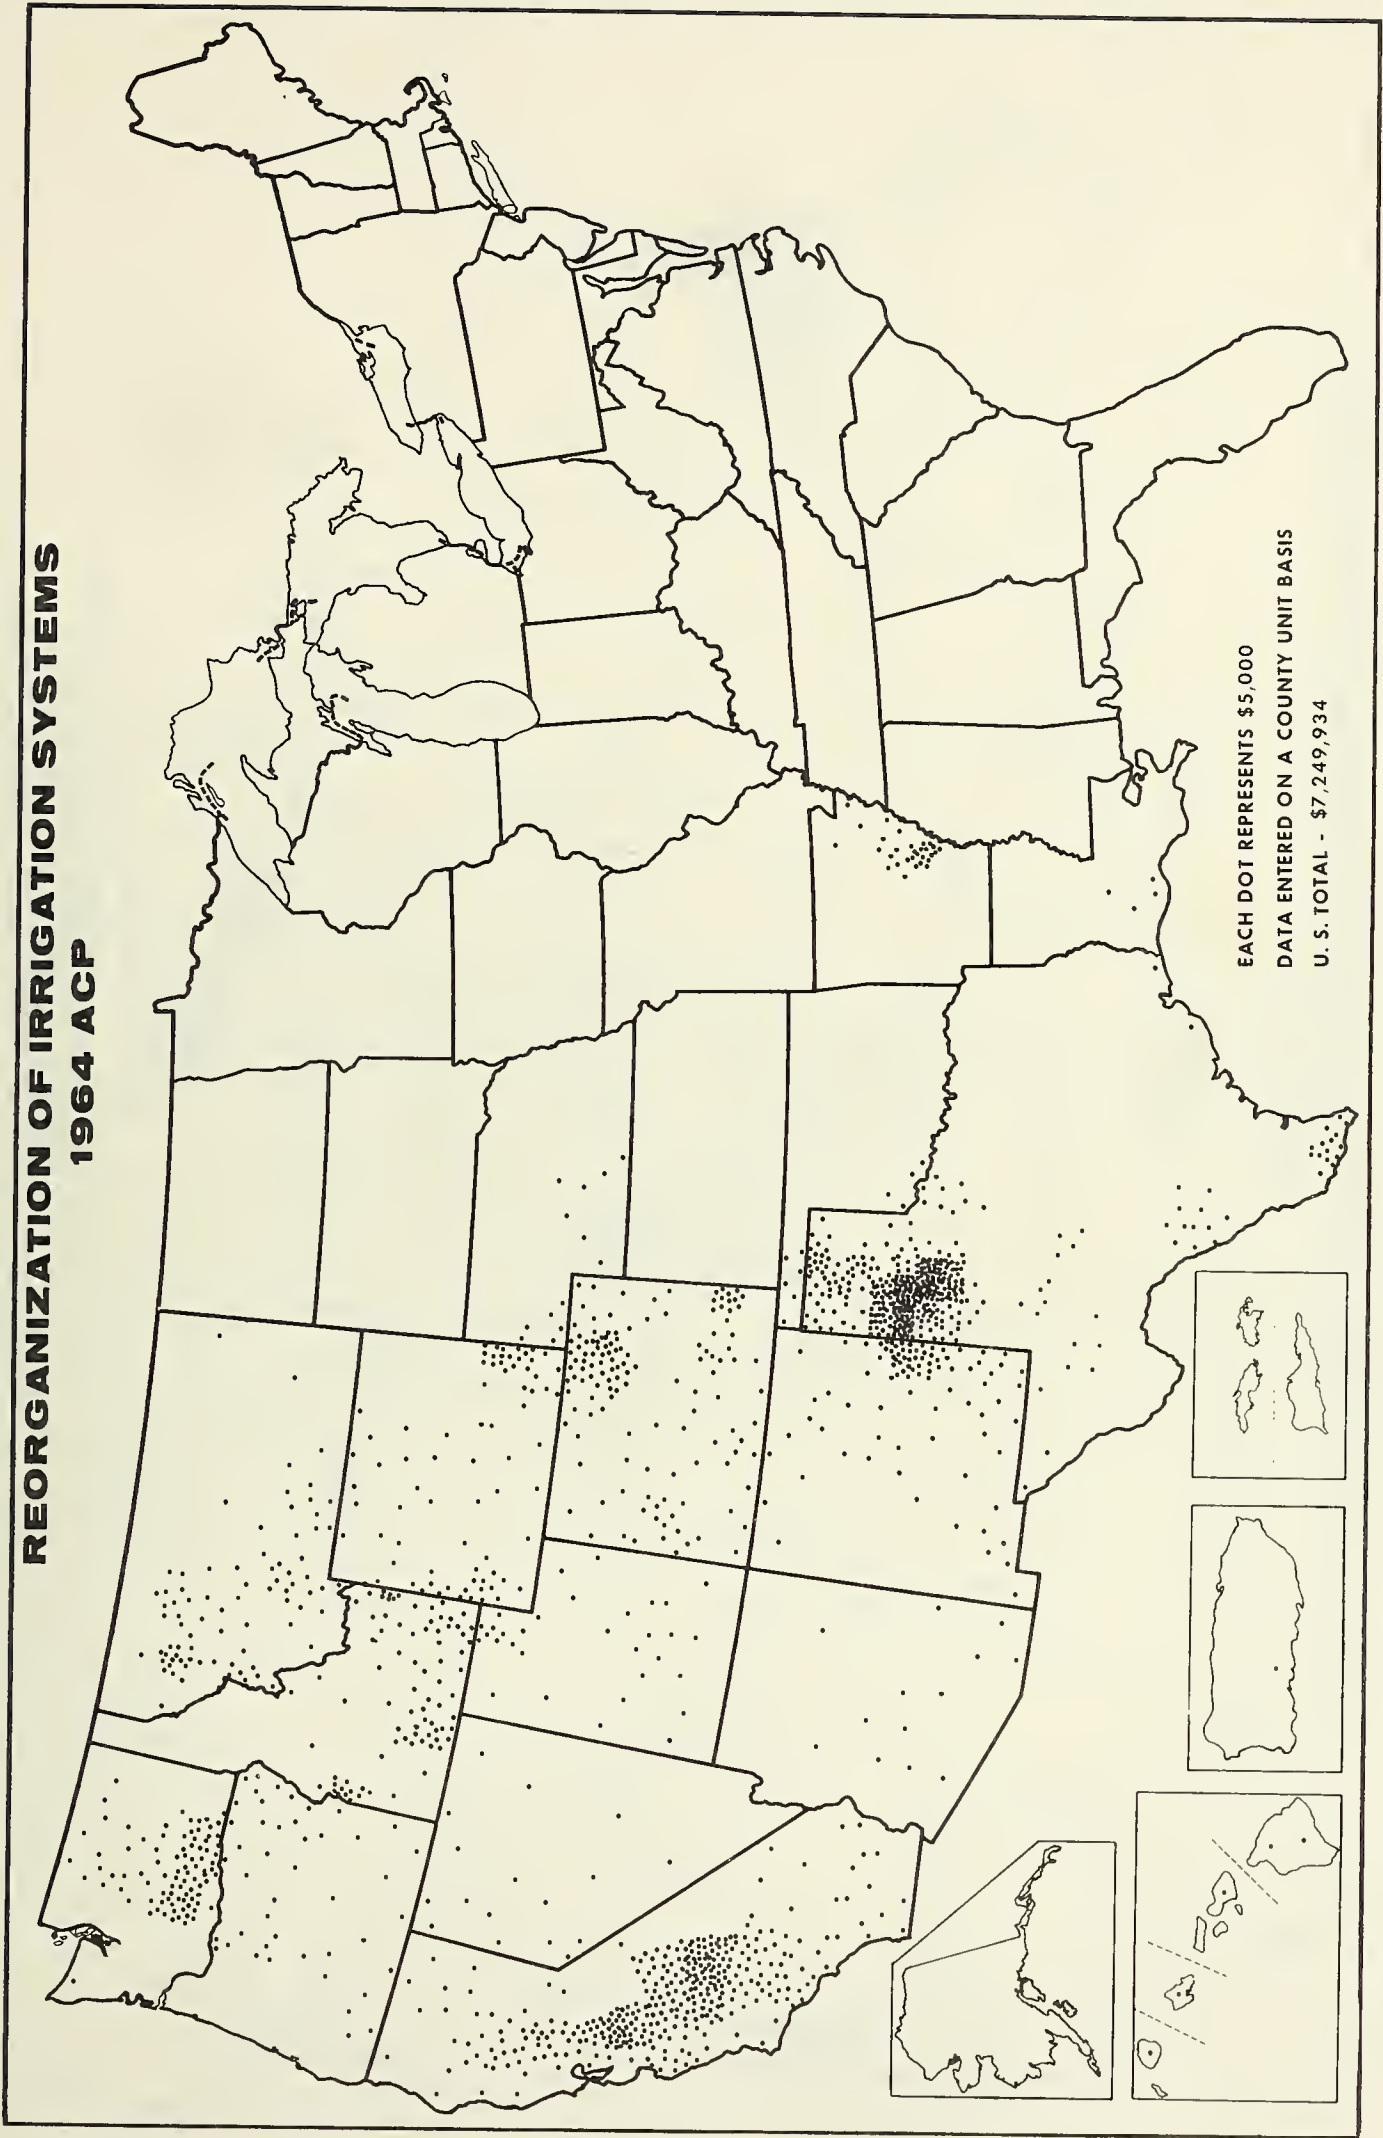 REORGANIZATION OF IRRIGATION SYSTEMS
1964 ACP
EACH DOT REPRESENTS $5,000
DATA ENTERED ON A COUNTY UNIT BASIS
U. S. TOTAL - $7,249,934